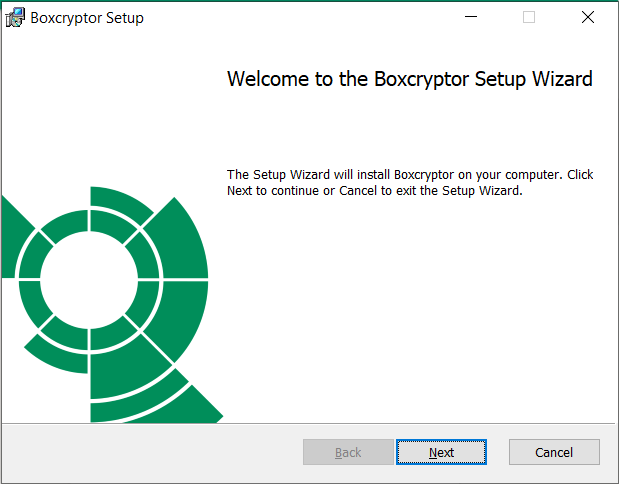 Boxcryptor Setup
Welcome to the Boxcryptor Setup Wizard
The Setup Wizard will install Boxcryptor on your computer. Click
Next to continue or Cancel to exit the Setup Wizard.
Back Next Cancel